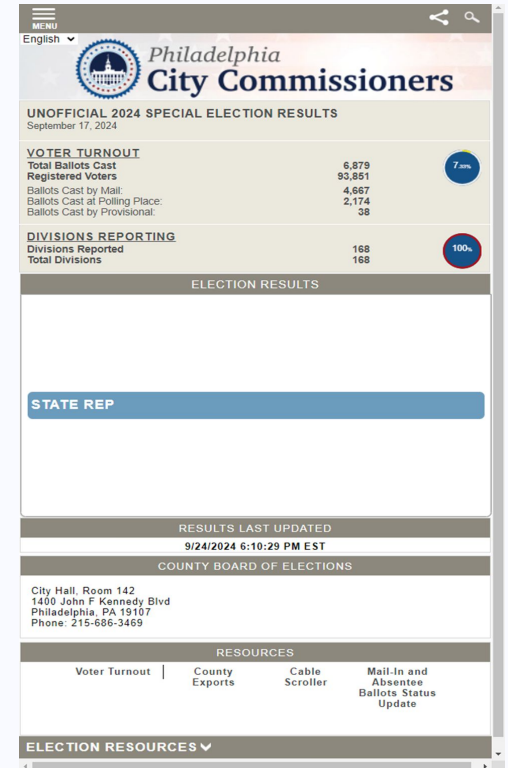 MENU
English
Philadelphia
City Commissioners
UNOFFICIAL 2024 SPECIAL ELECTION RESULTS
September 17, 2024
VOTER TURNOUT
Total Ballots Cast 6,879
Registered Voters 93,851
7.33%
Ballots Cast by Mail: 4,667
Ballots Cast at Polling Place: 2,174
Ballots Cast by Provisional: 38
DIVISIONS REPORTING
Divisions Reported 168
Total Divisions 168
100%
ELECTION RESULTS
STATE REP
RESULTS LAST UPDATED
9/24/2024 6:10:29 PM EST
COUNTY BOARD OF ELECTIONS
City Hall, Room 142
1400 John F Kennedy Blvd
Philadelphia, PA 19107
Phone: 215-686-3469
RESOURCES
Voter Turnout
County
Exports
Cable
Scroller
Mail-In and
Absentee
Ballots Status
Update
ELECTION RESOURCES